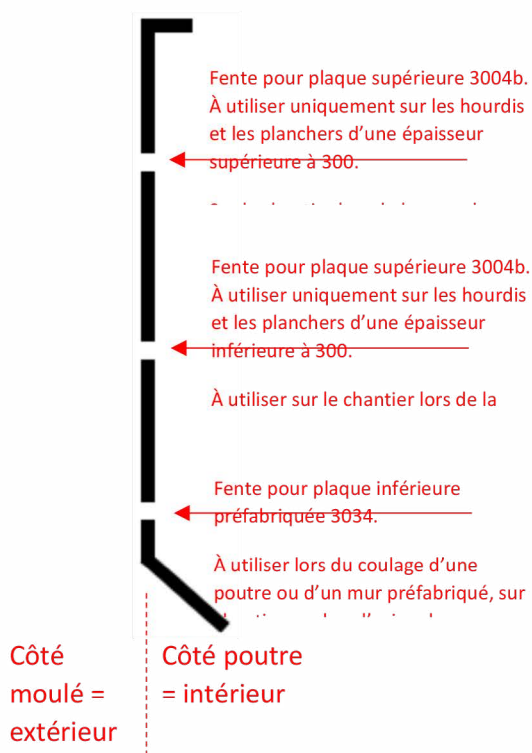 Fente pour plaque supérieure 3004b.
À utiliser uniquement sur les hourdis
et les planchers d’une épaisseur
supérieure à 300.
Fente pour plaque supérieure 3004b.
À utiliser uniquement sur les hourdis
et les planchers d’une épaisseur
inférieure à 300.
À utiliser sur le chantier lors de la
Fente pour plaque inférieure
préfabriquée 3034.
À utiliser lors du coulage d’une
poutre ou d’un mur préfabriqué, sur
Côté
moulé =
extérieur
Côté poutre
= intérieur